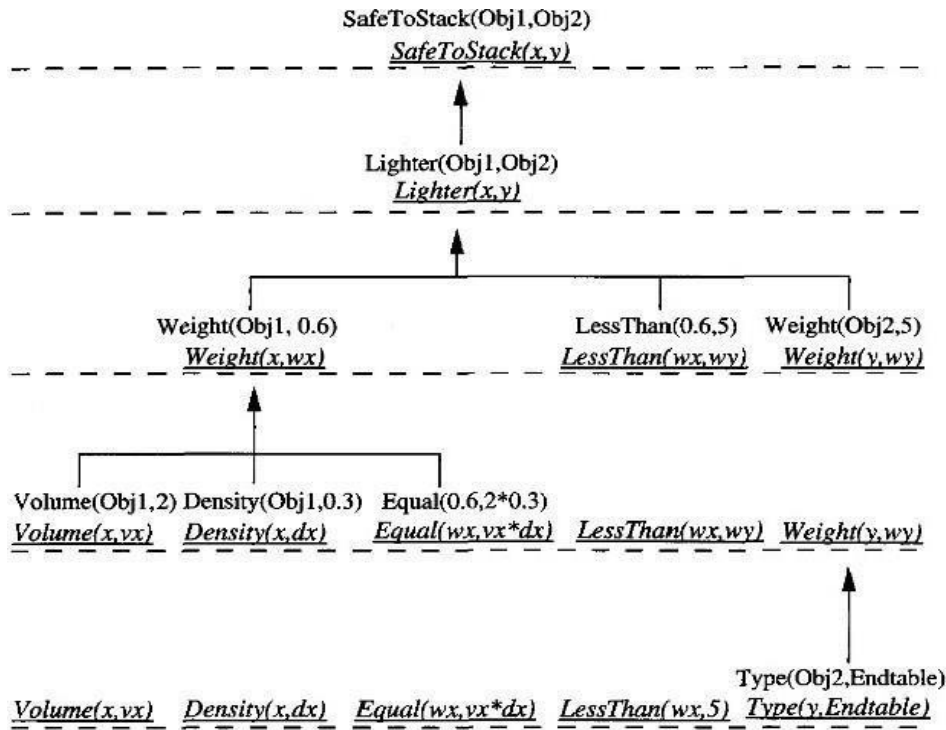 SafeToStack(Obj1,Obj2)
SafeToStack(x,y)
Lighter(Obj1,Obj2)
Lighter(x,y)
Weight(Obj1, 0.6) LessThan(0.6,5) Weight(Obj2,5)
Weight(x,wx) LessThan(wx,wy) Weight(y,wy)
Volume(Obj1,2) Density(Obj1,0.3) Equal(0.6,2*0.3)
Volume(x,vx) Density(x,dx) Equal(wx,vx*dx) LessThan(wx,wy) Weight(y,wy)
Type(Obj2,Endtable)
Volume(x,vx) Density(x,dx) Equal(wx,vx*dx) LessThan(wx,5) Type(y,Endtable)